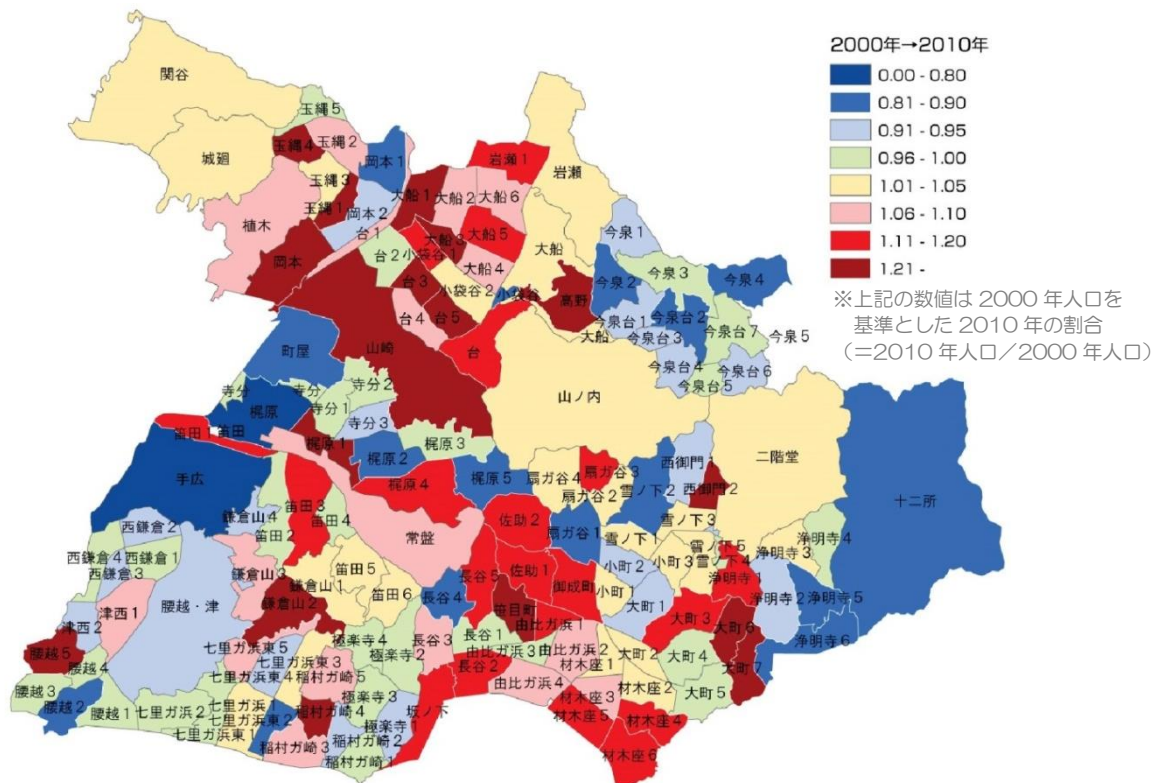 2000年→2010年
0.00 - 0.80
0.81 - 0.90
0.91 - 0.95
0.96 - 1.00
1.01 - 1.05
1.06 - 1.10
1.11 - 1.20
1.21 -
※上記の数値は 2000 年人口を
基準とした 2010 年の割合
(＝2010 年人口／2000 年人口)
関谷
玉縄 5
城廻
玉縄 4
玉縄 2
岡本 1
岩瀬 1
岩瀬
玉縄 3
玉縄 1
岡本 2
大船 1
大船 2
大船 6
植木
台 1
大船 3
大船 5
大船
今泉 1
岡本
台 2
小袋谷 1
大船 4
今泉 3
今泉 4
台 3
小袋谷 2
小袋谷
高野
今泉 2
台 4
台 5
今泉台 1
今泉台 2
今泉台 7
今泉 5
町屋
山崎
台
大船
今泉台 3
今泉台 4
今泉台 6
今泉台 5
寺分
寺分
寺分 2
寺分 1
梶原
寺分 3
山ノ内
笛田 1
笛田
梶原 1
梶原 2
梶原 3
二階堂
手広
梶原 4
梶原 5
扇ガ谷 4
扇ガ谷 3
扇ガ谷 2
雪ノ下 2
西御門 1
西御門 2
十二所
西鎌倉 2
鎌倉山 4
笛田 3
笛田 4
笛田 2
佐助 2
扇ガ谷 1
雪ノ下 3
雪ノ下 1
西鎌倉 4
西鎌倉 1
西鎌倉 3
常盤
小町 3
雪ノ下 5
雪ノ下 4
浄明寺 3
浄明寺 4
鎌倉山 3
鎌倉山 1
笛田 5
長谷 5
佐助 1
小町 2
浄明寺 1
津西 1
腰越・津
鎌倉山 2
笛田 6
長谷 4
御成町
小町 1
大町 1
浄明寺 2
浄明寺 5
津西 2
笹目町
由比ガ浜 1
大町 3
大町 6
浄明寺 6
腰越 5
七里ガ浜東 5
極楽寺 4
長谷 3
長谷 1
由比ガ浜 3
由比ガ浜 2
大町 2
大町 4
大町 7
腰越 4
七里ガ浜東 3
七里ガ浜東 4
極楽寺 2
長谷 2
材木座 1
腰越 3
稲村ガ崎 5
由比ガ浜 4
材木座 2
大町 5
腰越 2
腰越 1
七里ガ浜 2
七里ガ浜 1
七里ガ浜東 2
極楽寺 3
稲村ガ崎 4
坂ノ下
材木座 3
材木座 5
材木座 4
七里ガ浜東 1
極楽寺 1
稲村ガ崎 3
稲村ガ崎 2
稲村ガ崎 1
材木座 6